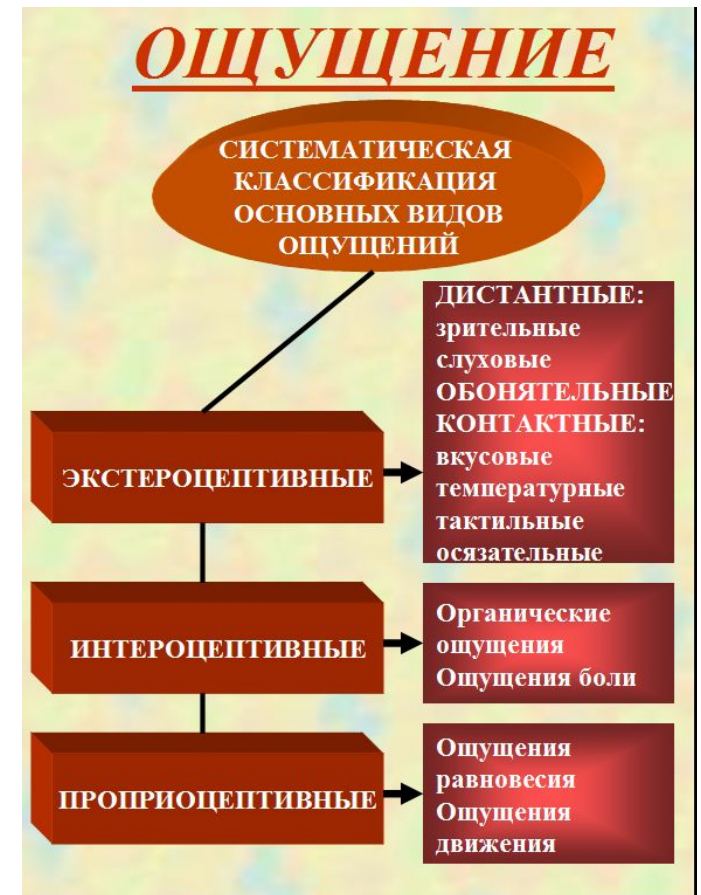 ОЩУЩЕНИЕ
СИСТЕМАТИЧЕСКАЯ
КЛАССИФИКАЦИЯ
ОСНОВНЫХ ВИДОВ
ОЩУЩЕНИЙ
ЭКСТЕРОЦЕПТИВНЫЕ
ДИСТАНТНЫЕ:
зрительные
слуховые
ОБОНЯТЕЛЬНЫЕ
КОНТАКТНЫЕ:
вкусовые
температурные
тактильные
осязательные
ИНТЕРОЦЕПТИВНЫЕ
Органические
ощущения
Ощущения боли
ПРОПРИОЦЕПТИВНЫЕ
Ощущения
равновесия
Ощущения
движения